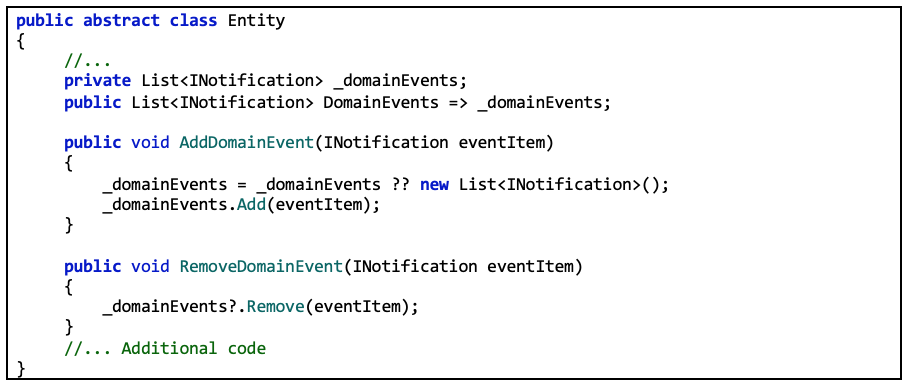 public abstract class Entity
{
//...
private List<INotification> _domainEvents;
public List<INotification> DomainEvents => _domainEvents;
public void AddDomainEvent(INotification eventItem)
{
_domainEvents = _domainEvents ?? new List<INotification>();
_domainEvents.Add(eventItem);
}
public void RemoveDomainEvent(INotification eventItem)
{
_domainEvents?.Remove(eventItem);
}
//... Additional code
}